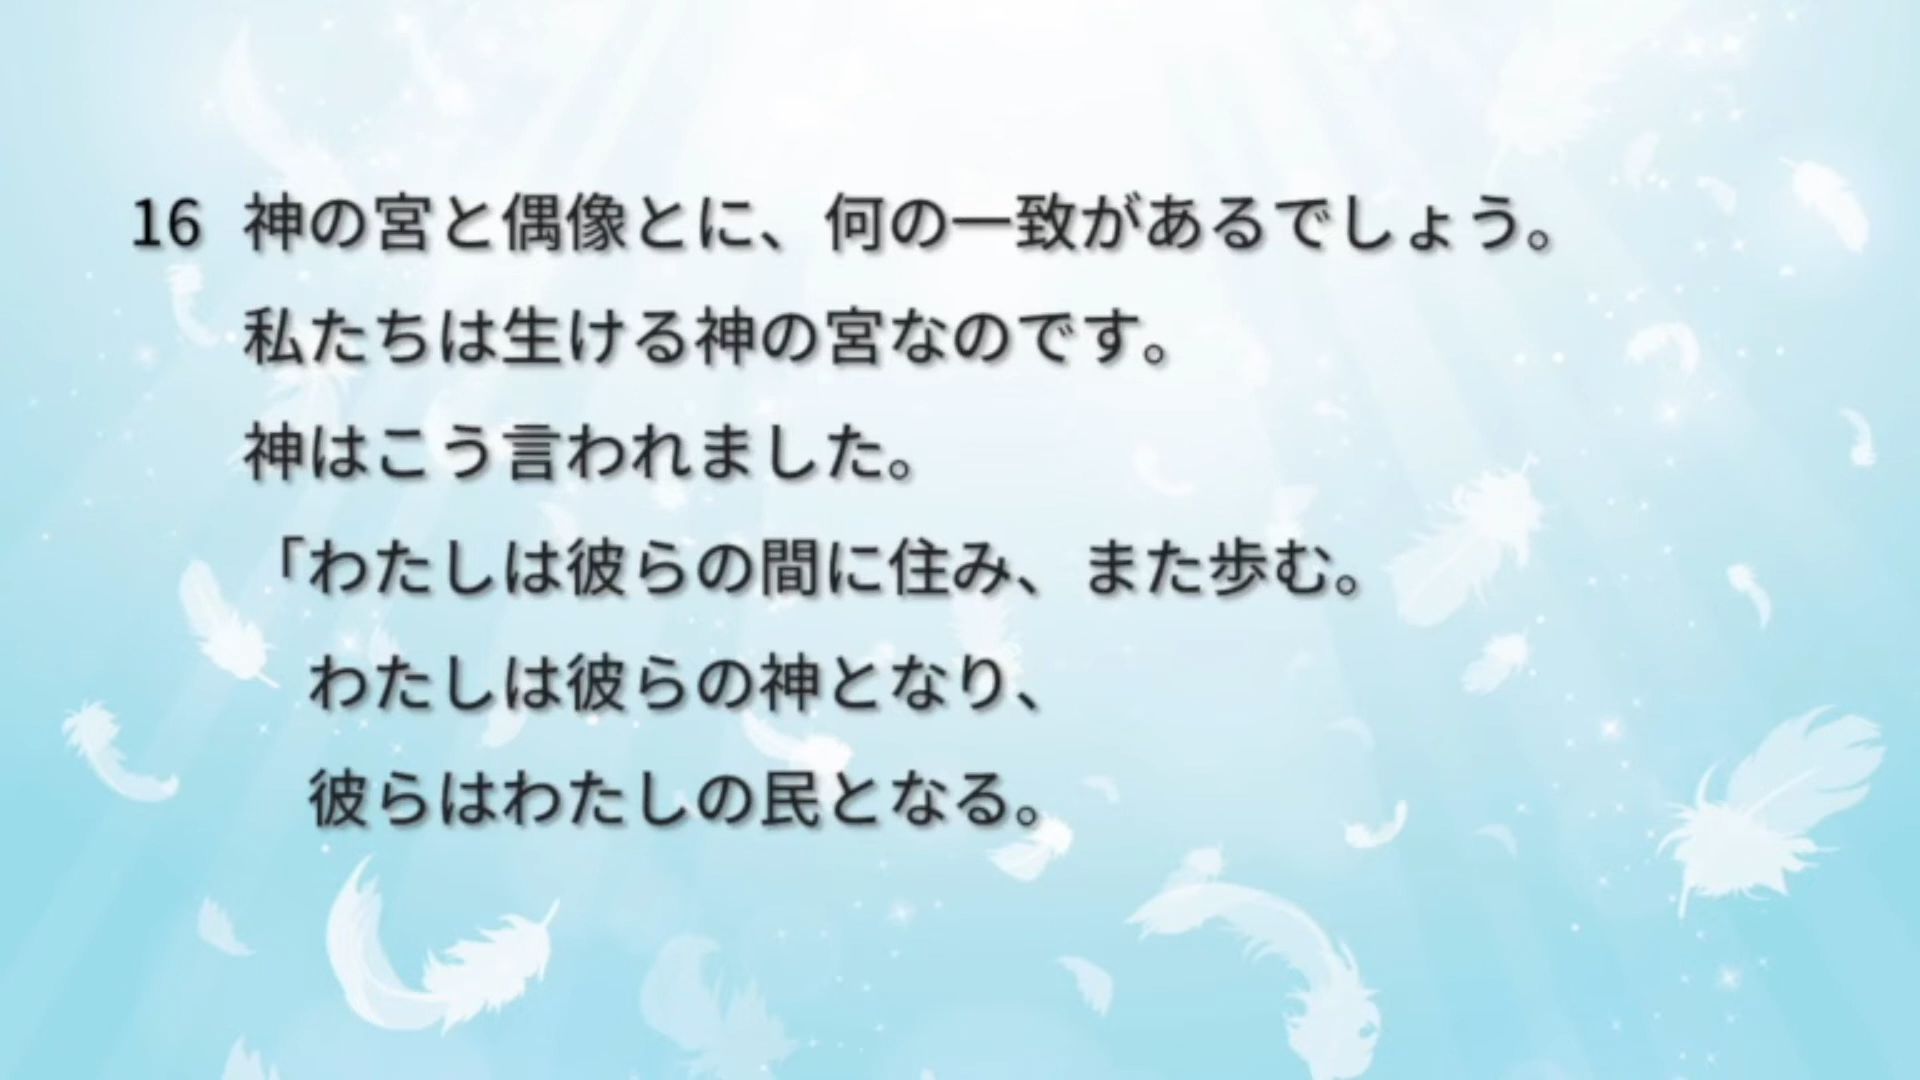 16 神の宮と偶像とに、何の一致があるでしょう。
私たちは生ける神の宮なのです。
神はこう言われました。
「わたしは彼らの間に住み、また歩む。
わたしは彼らの神となり、
彼らはわたしの民となる。